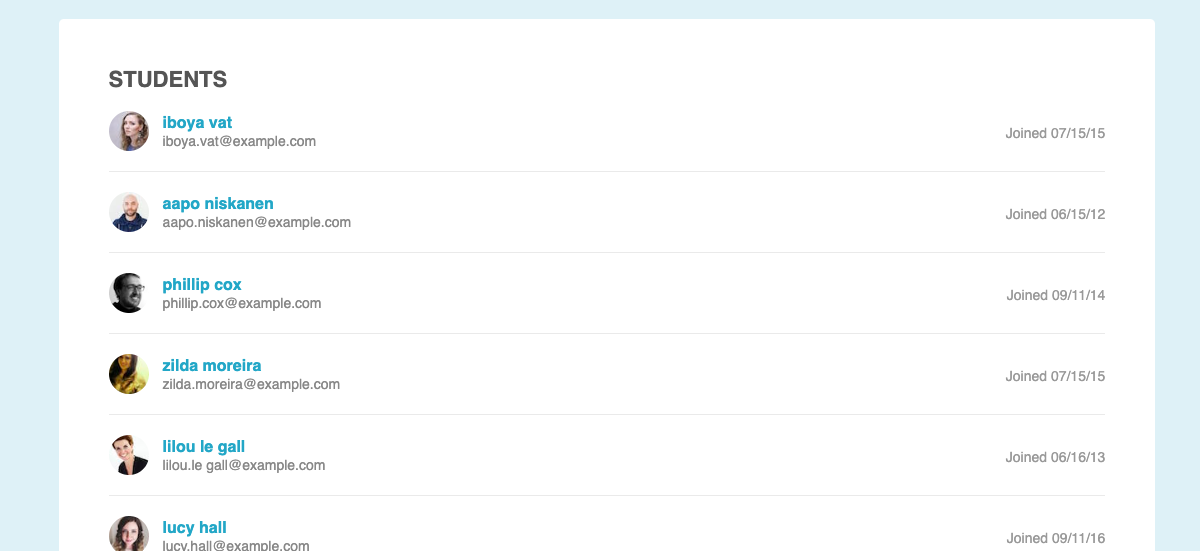 STUDENTS
iboya vat
iboya.vat@example.com
Joined 07/15/15
aapo niskanen
aapo.niskanen@example.com
Joined 06/15/12
phillip cox
phillip.cox@example.com
Joined 09/11/14
zilda moreira
zilda.moreira@example.com
Joined 07/15/15
lilou le gall
lilou.le gall@example.com
Joined 06/16/13
lucy hall
lucy.hall@example.com
Joined 09/11/16